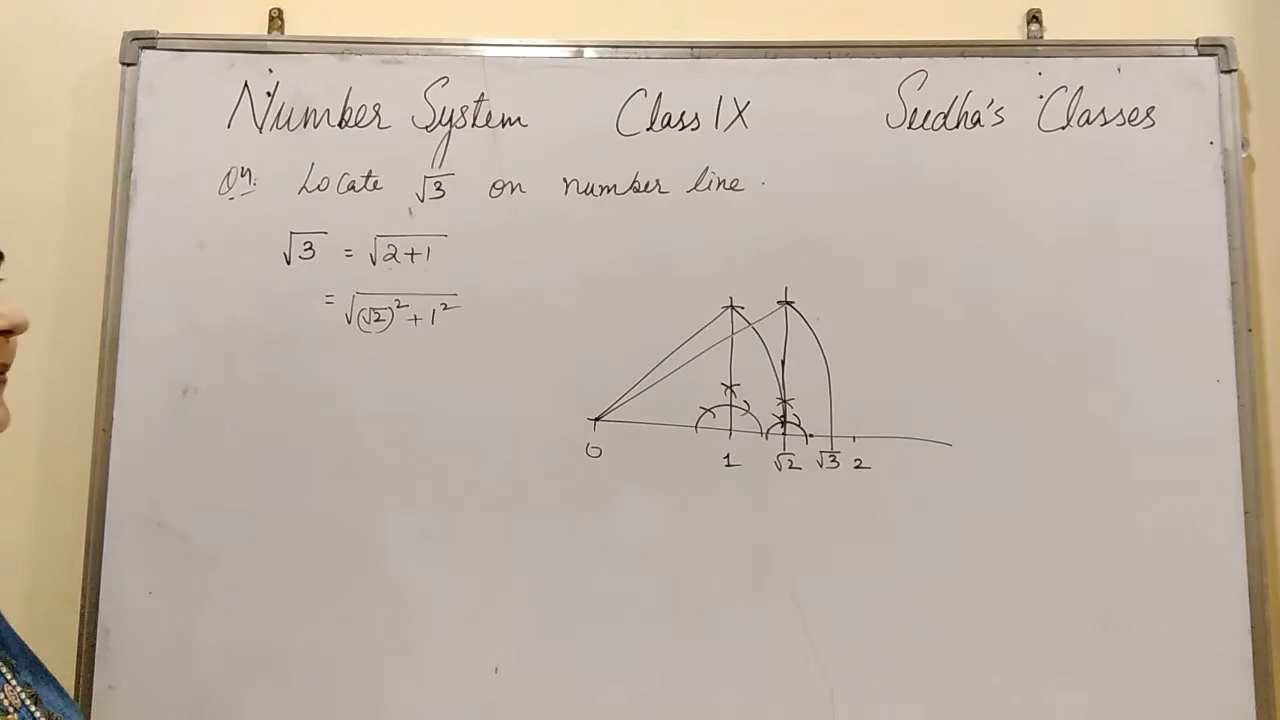 Number System Class IX Sudha's Classes
Qn: Locate √3 on number line.
√3 = √2+1
= √(√2)² + 1²
0 1 √2 √3 2